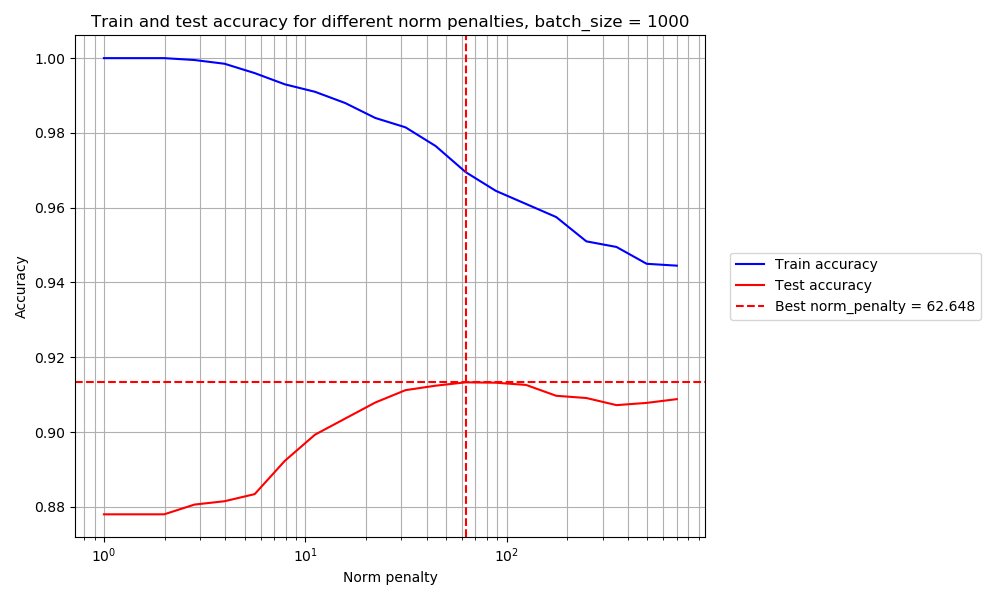 Train and test accuracy for different norm penalties, batch_size = 1000
1.00
0.98
0.96
0.94
0.92
0.90
0.88
Accuracy
10⁰
10¹
10²
Norm penalty
Train accuracy
Test accuracy
Best norm_penalty = 62.648